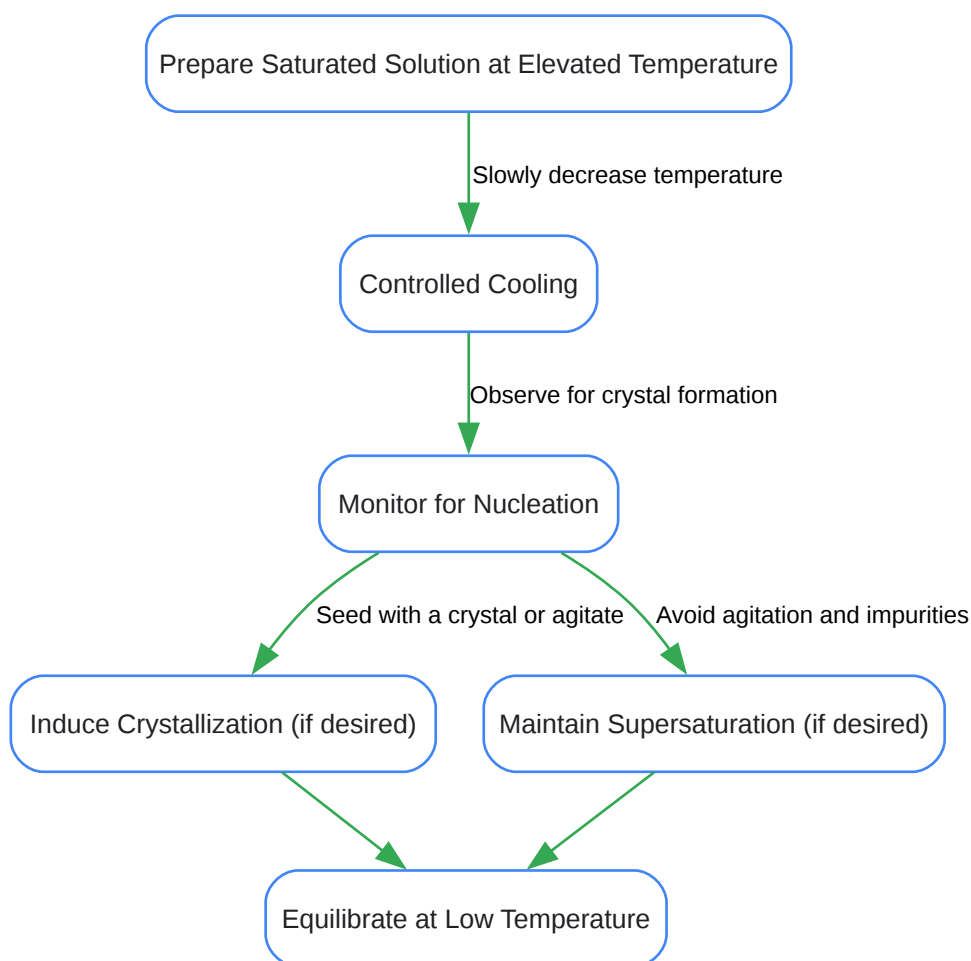 Prepare Saturated Solution at Elevated Temperature
Slowly decrease temperature
Controlled Cooling
Observe for crystal formation
Monitor for Nucleation
Seed with a crystal or agitate
Avoid agitation and impurities
Induce Crystallization (if desired)
Maintain Supersaturation (if desired)
Equilibrate at Low Temperature